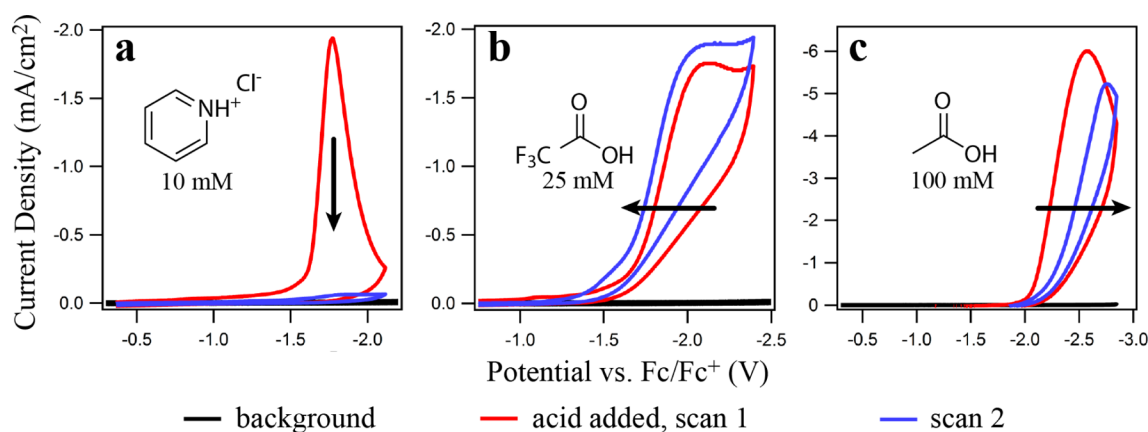 a
b
c
-2.0
-1.5
-1.0
-0.5
0.0
NH+ Cl-
10 mM
-0.5 -1.0 -1.5 -2.0
-2.0
-1.5
-1.0
-0.5
0.0
O
F3C OH
25 mM
-1.0 -1.5 -2.0 -2.5
-6
-5
-4
-3
-2
-1
0
O
OH
100 mM
-0.5 -1.0 -1.5 -2.0 -2.5 -3.0
Current Density (mA/cm2)
Potential vs. Fc/Fc+ (V)
background acid added, scan 1 scan 2